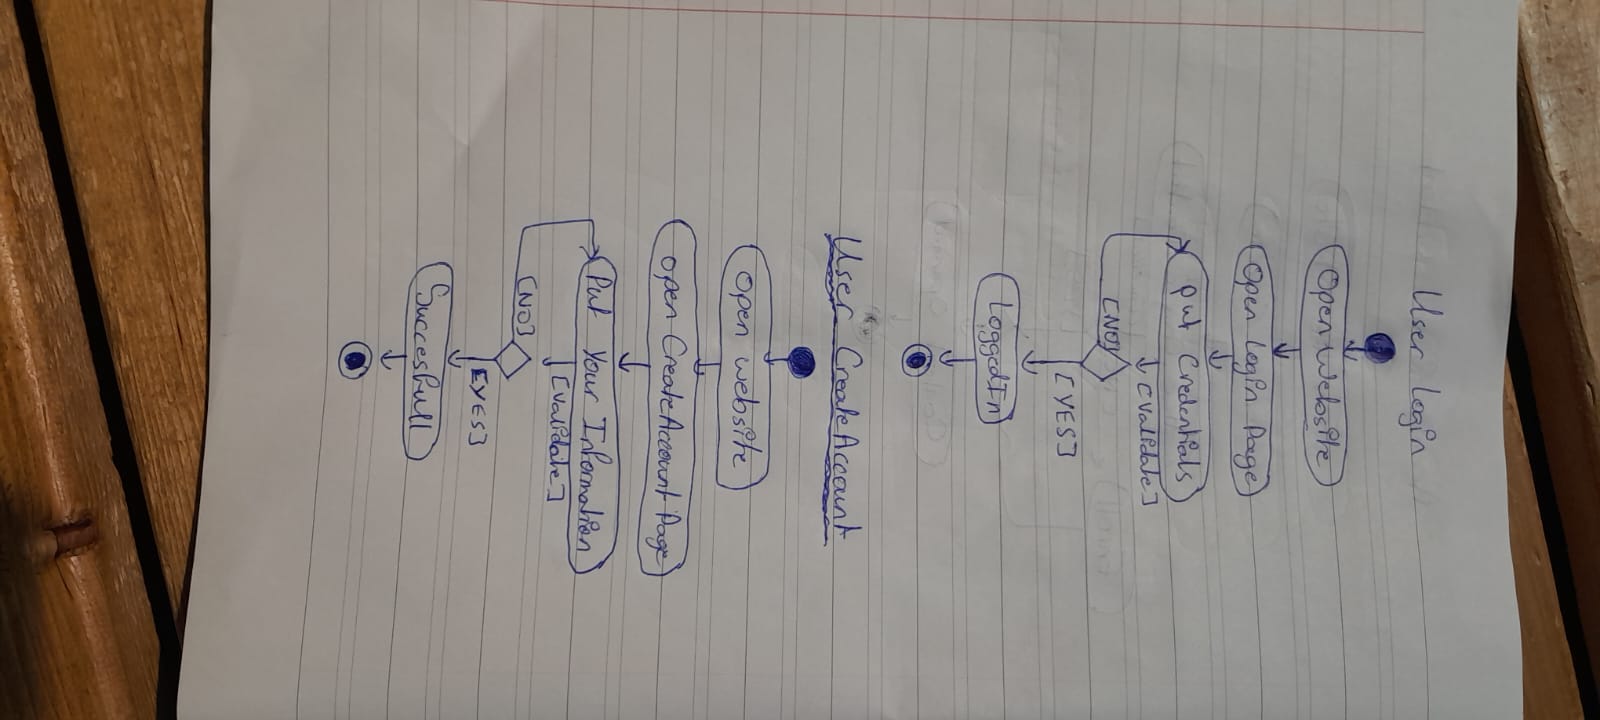 User Login
Open Website
Open Login Page
Put Credentials
[Validate]
[NO]
[YES]
LoggedIn
User CreateAccount
Open website
open CreateAccount Page
Put Your Information
[Validate]
[NO]
[YES]
Succesfull